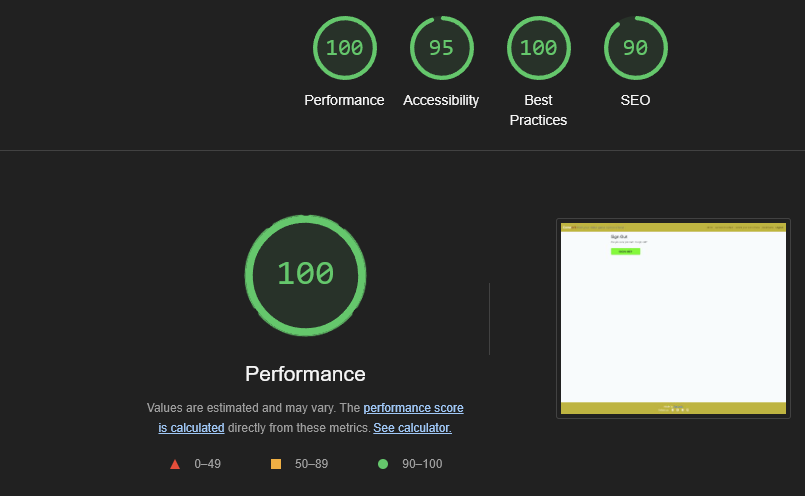 100
95
100
90
Performance
Accessibility
Best
Practices
SEO
100
Performance
Values are estimated and may vary. The performance score
is calculated directly from these metrics. See calculator.
0–49
50–89
90–100
Sign Out